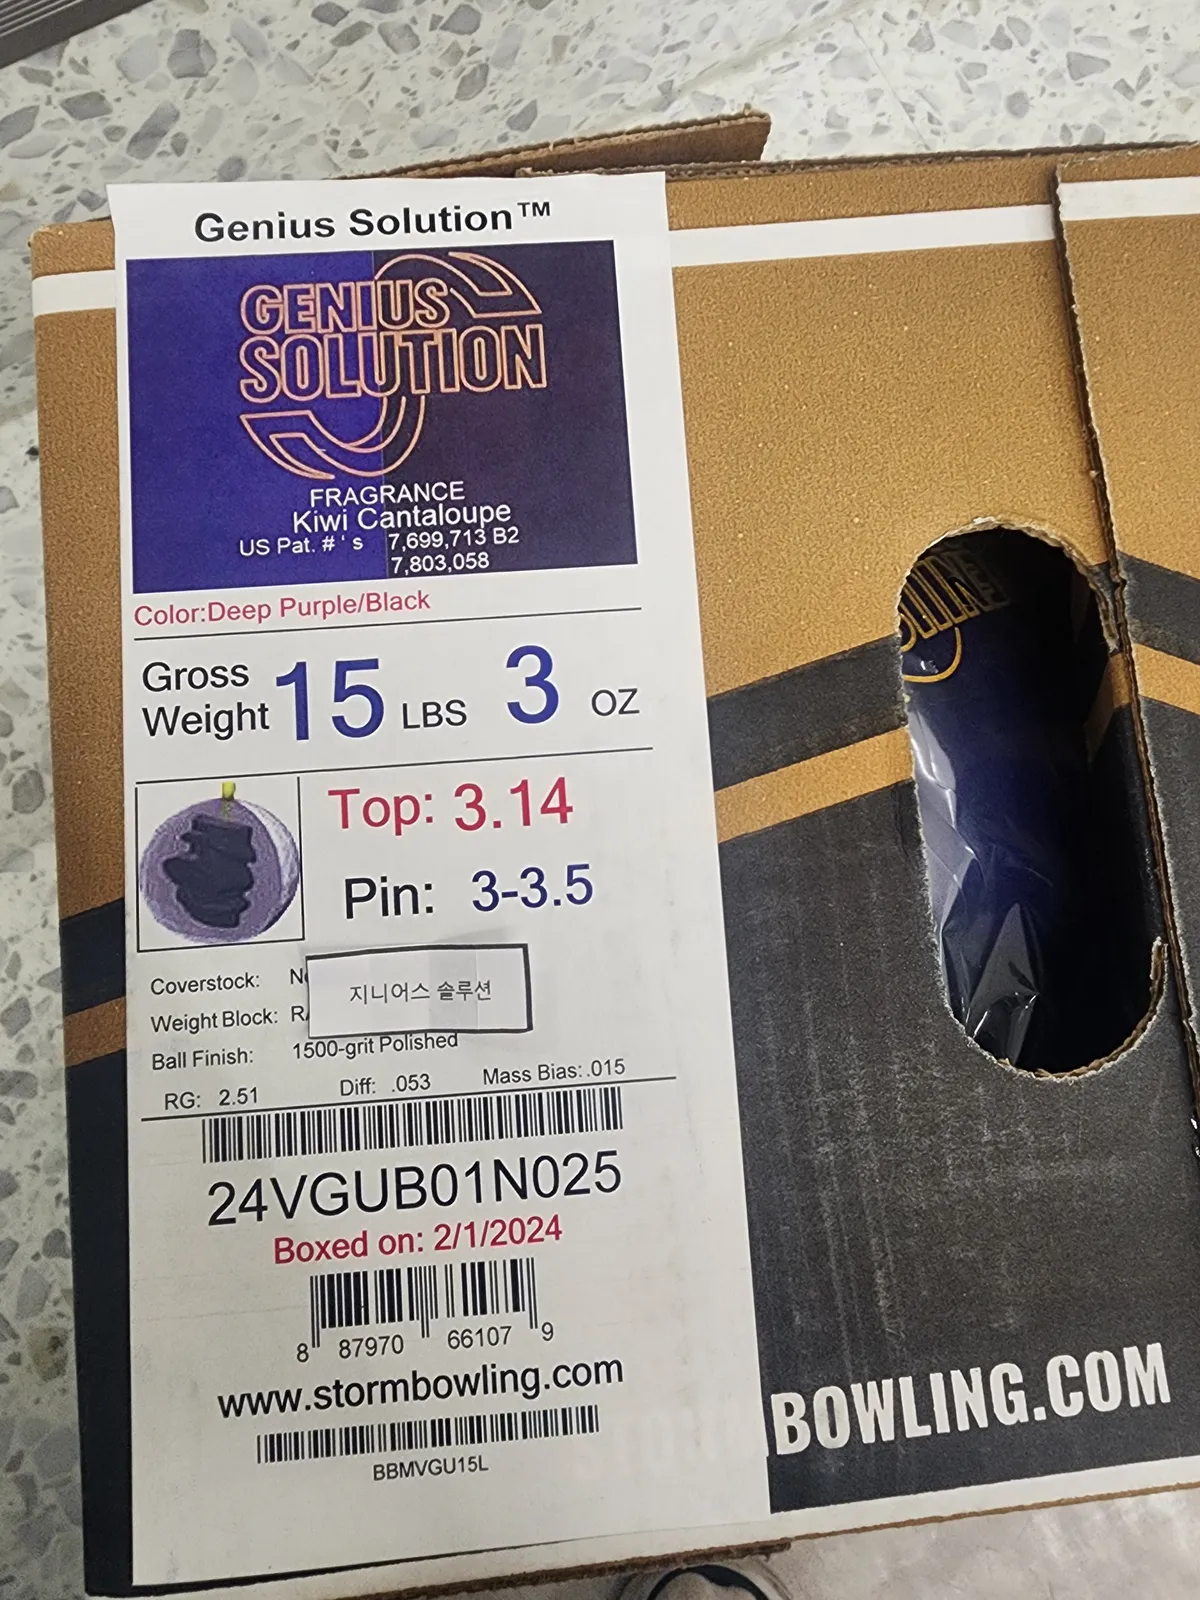 Genius Solution™
GENIUS
SOLUTION
FRAGRANCE
Kiwi Cantaloupe
US Pat. # ' s 7,699,713 B2
7,803,058
Color:Deep Purple/Black
Gross Weight 15 LBS 3 OZ
Top: 3.14
Pin: 3-3.5
Coverstock:
지니어스 솔루션
Weight Block:
Ball Finish: 1500-grit Polished
RG: 2.51 Diff: .053 Mass Bias: .015
24VGUB01N025
Boxed on: 2/1/2024
8 87970 66107 9
www.stormbowling.com
BBMVGU15L
BOWLING.COM